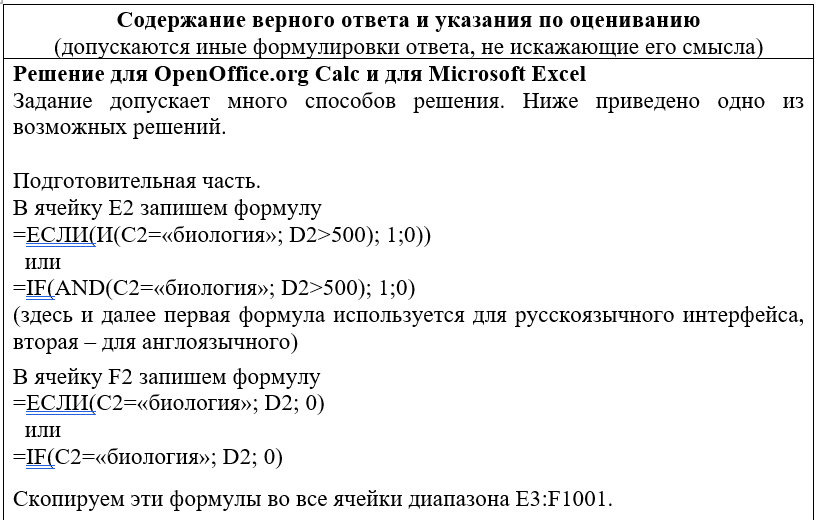 Содержание верного ответа и указания по оцениванию
(допускаются иные формулировки ответа, не искажающие его смысла)
Решение для OpenOffice.org Calc и для Microsoft Excel
Задание допускает много способов решения. Ниже приведено одно из
возможных решений.
Подготовительная часть.
В ячейку E2 запишем формулу
=ЕСЛИ(И(C2=«биология»; D2>500); 1;0))
или
=IF(AND(C2=«биология»; D2>500); 1;0)
(здесь и далее первая формула используется для русскоязычного интерфейса,
вторая – для англоязычного)
В ячейку F2 запишем формулу
=ЕСЛИ(C2=«биология»; D2; 0)
или
=IF(C2=«биология»; D2; 0)
Скопируем эти формулы во все ячейки диапазона E3:F1001.